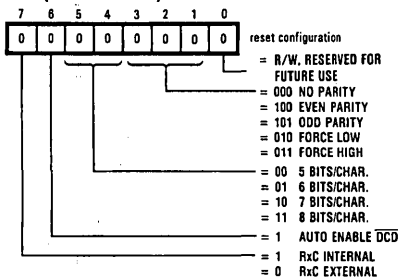 7 6 5 4 3 2 1 0
0 0 0 0 0 0 0 0 reset configuration
= R/W, RESERVED FOR
FUTURE USE
= 000 NO PARITY
= 100 EVEN PARITY
= 101 ODD PARITY
= 010 FORCE LOW
= 011 FORCE HIGH
= 00 5 BITS/CHAR.
= 01 6 BITS/CHAR.
= 10 7 BITS/CHAR.
= 11 8 BITS/CHAR.
= 1 AUTO ENABLE D̅C̅D̅
= 1 RxC INTERNAL
= 0 RxC EXTERNAL